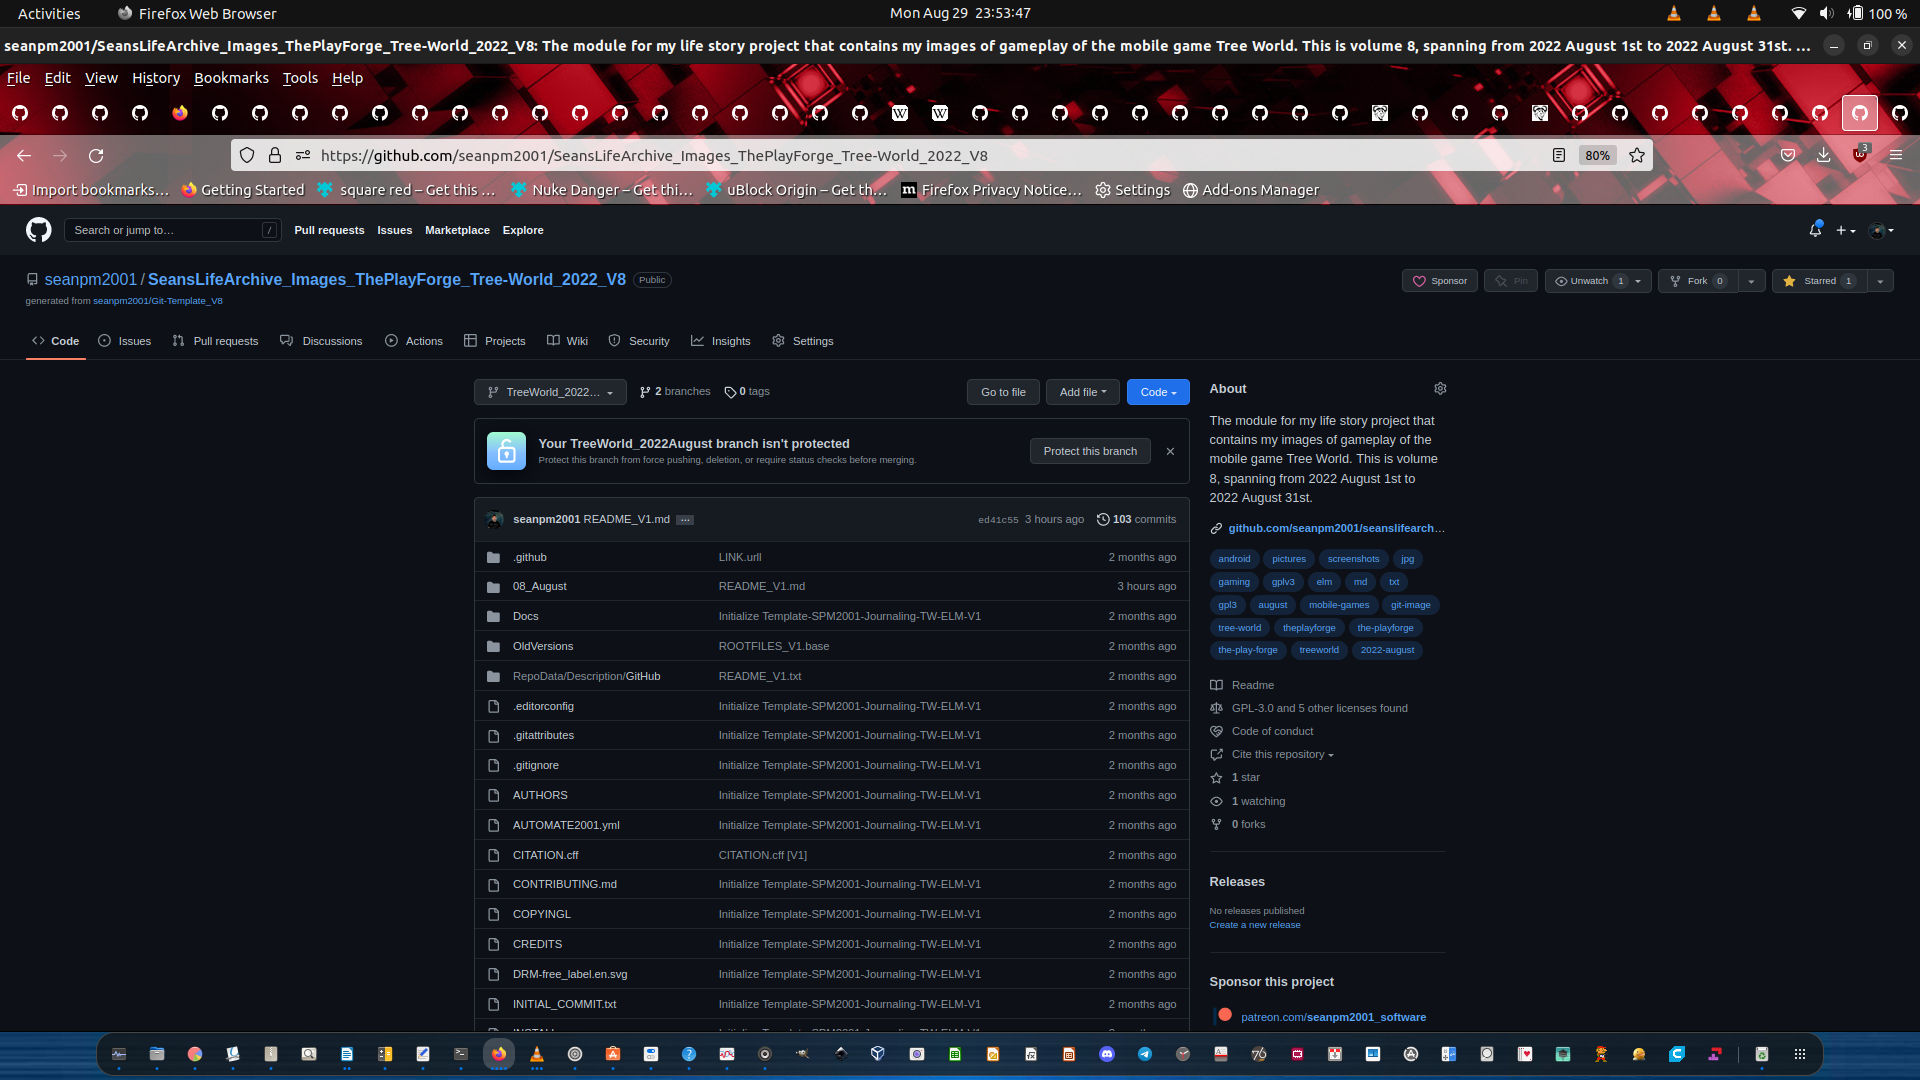 Activities
Firefox Web Browser
Mon Aug 29 23:53:47
100 %
seanpm2001/SeansLifeArchive_Images_ThePlayForge_Tree-World_2022_V8: The module for my life story project that contains my images of gameplay of the mobile game Tree World. This is volume 8, spanning from 2022 August 1st to 2022 August 31st. ...
File Edit View History Bookmarks Tools Help
https://github.com/seanpm2001/SeansLifeArchive_Images_ThePlayForge_Tree-World_2022_V8
80%
3
Import bookmarks... Getting Started square red – Get this ... Nuke Danger – Get thi... uBlock Origin – Get th... Firefox Privacy Notice... Settings Add-ons Manager
Search or jump to... /
Pull requests Issues Marketplace Explore
seanpm2001 / SeansLifeArchive_Images_ThePlayForge_Tree-World_2022_V8 Public
Sponsor Pin Unwatch 1 Fork 0 Starred 1
generated from seanpm2001/Git-Template_V8
Code Issues Pull requests Discussions Actions Projects Wiki Security Insights Settings
TreeWorld_2022... 2 branches 0 tags Go to file Add file Code
Your TreeWorld_2022August branch isn't protected
Protect this branch from force pushing, deletion, or require status checks before merging.
Protect this branch
seanpm2001 README_V1.md ... ed41c55 3 hours ago 103 commits
.github LINK.urll 2 months ago
08_August README_V1.md 3 hours ago
Docs Initialize Template-SPM2001-Journaling-TW-ELM-V1 2 months ago
OldVersions ROOTFILES_V1.base 2 months ago
RepoData/Description/GitHub README_V1.txt 2 months ago
.editorconfig Initialize Template-SPM2001-Journaling-TW-ELM-V1 2 months ago
.gitattributes Initialize Template-SPM2001-Journaling-TW-ELM-V1 2 months ago
.gitignore Initialize Template-SPM2001-Journaling-TW-ELM-V1 2 months ago
AUTHORS Initialize Template-SPM2001-Journaling-TW-ELM-V1 2 months ago
AUTOMATE2001.yml Initialize Template-SPM2001-Journaling-TW-ELM-V1 2 months ago
CITATION.cff CITATION.cff [V1] 2 months ago
CONTRIBUTING.md Initialize Template-SPM2001-Journaling-TW-ELM-V1 2 months ago
COPYINGL Initialize Template-SPM2001-Journaling-TW-ELM-V1 2 months ago
CREDITS Initialize Template-SPM2001-Journaling-TW-ELM-V1 2 months ago
DRM-free_label.en.svg Initialize Template-SPM2001-Journaling-TW-ELM-V1 2 months ago
INITIAL_COMMIT.txt Initialize Template-SPM2001-Journaling-TW-ELM-V1 2 months ago
About
The module for my life story project that
contains my images of gameplay of the
mobile game Tree World. This is volume
8, spanning from 2022 August 1st to
2022 August 31st.
github.com/seanpm2001/seanslifearch...
android pictures screenshots jpg
gaming gplv3 elm md txt
gpl3 august mobile-games git-image
tree-world theplayforge the-playforge
the-play-forge treeworld 2022-august
Readme
GPL-3.0 and 5 other licenses found
Code of conduct
Cite this repository
1 star
1 watching
0 forks
Releases
No releases published
Create a new release
Sponsor this project
patreon.com/seanpm2001_software